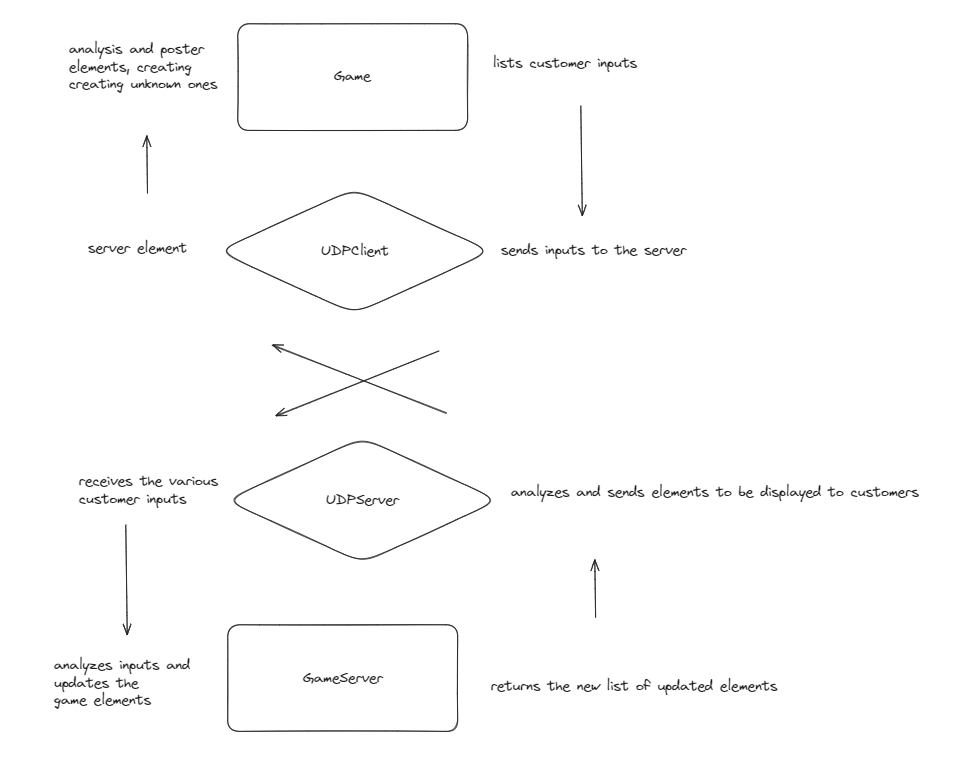 analysis and poster
elements, creating
creating unknown ones
Game
lists customer inputs
server element
UDPClient
sends inputs to the server
receives the various
customer inputs
UDPServer
analyzes and sends elements to be displayed to customers
analyzes inputs and
updates the
game elements
GameServer
returns the new list of updated elements